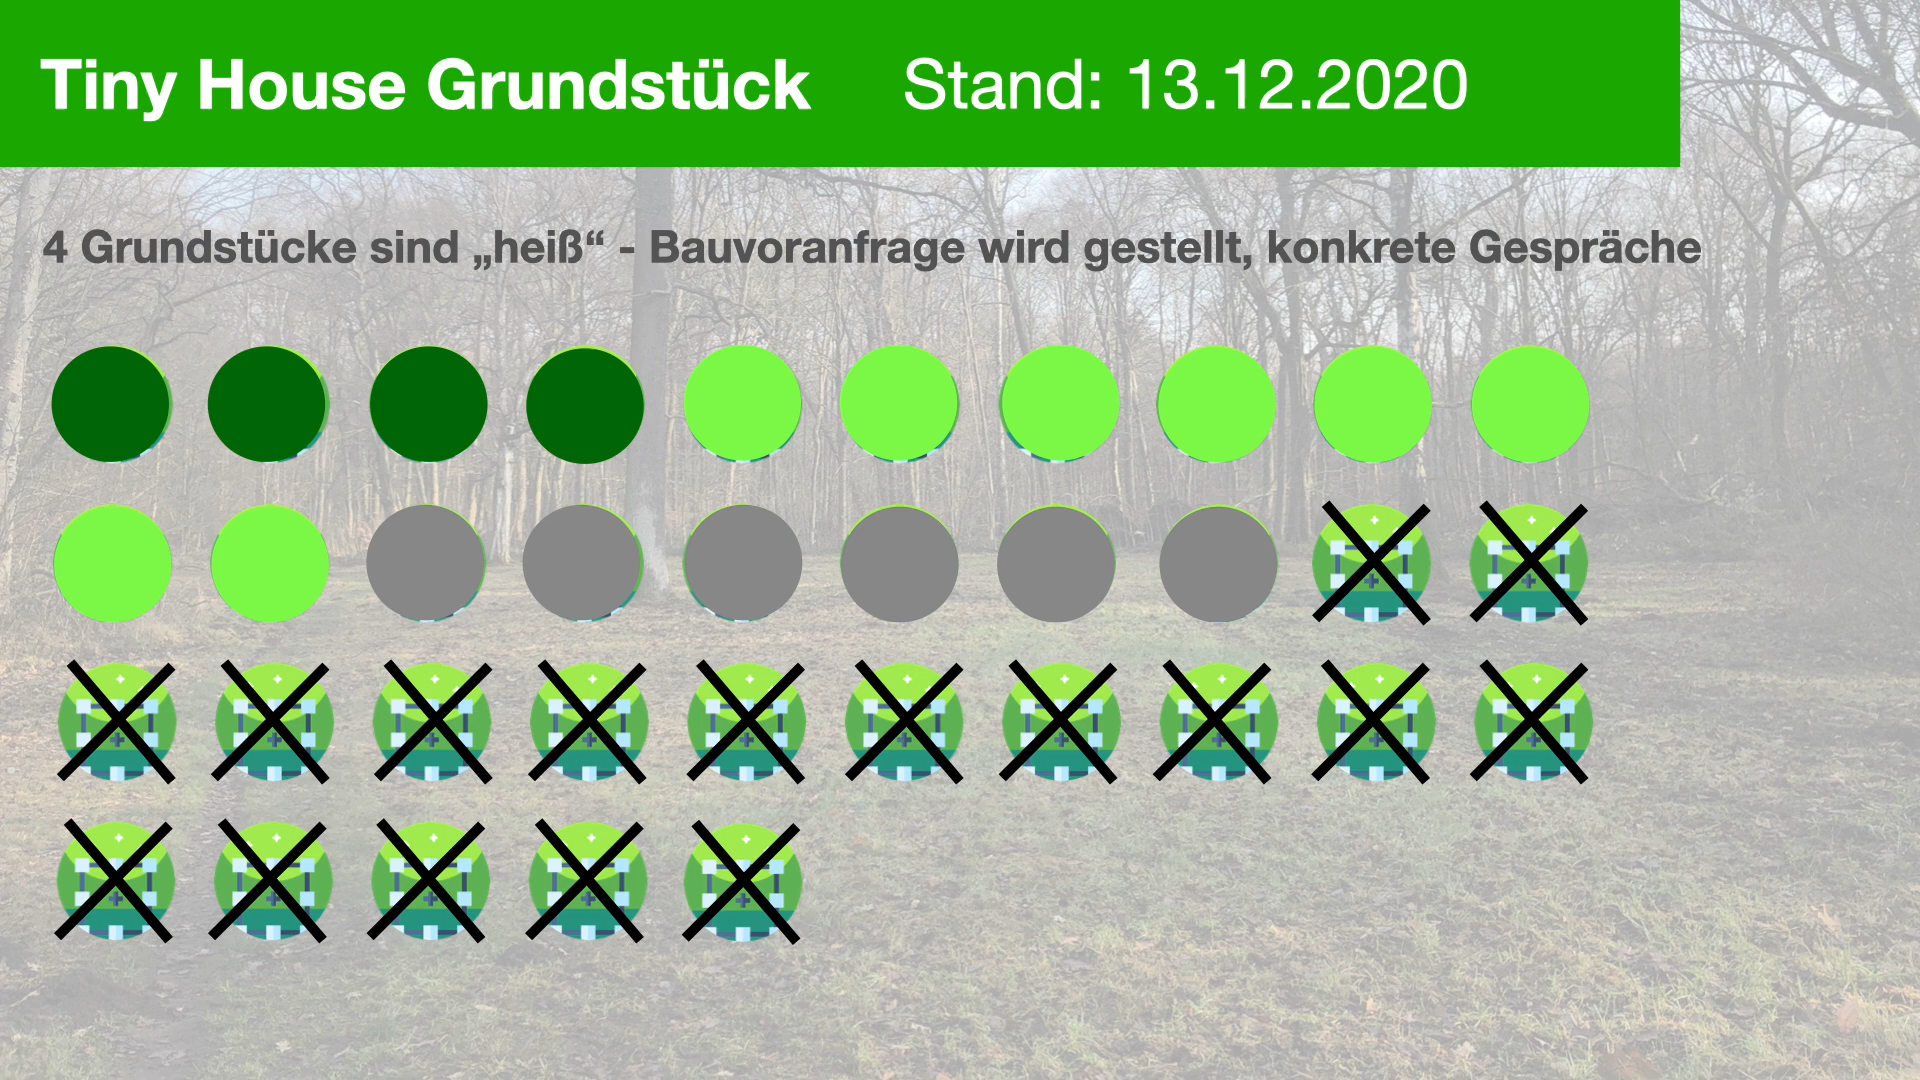 Tiny House Grundstück Stand: 13.12.2020
4 Grundstücke sind „heiß“ - Bauvoranfrage wird gestellt, konkrete Gespräche